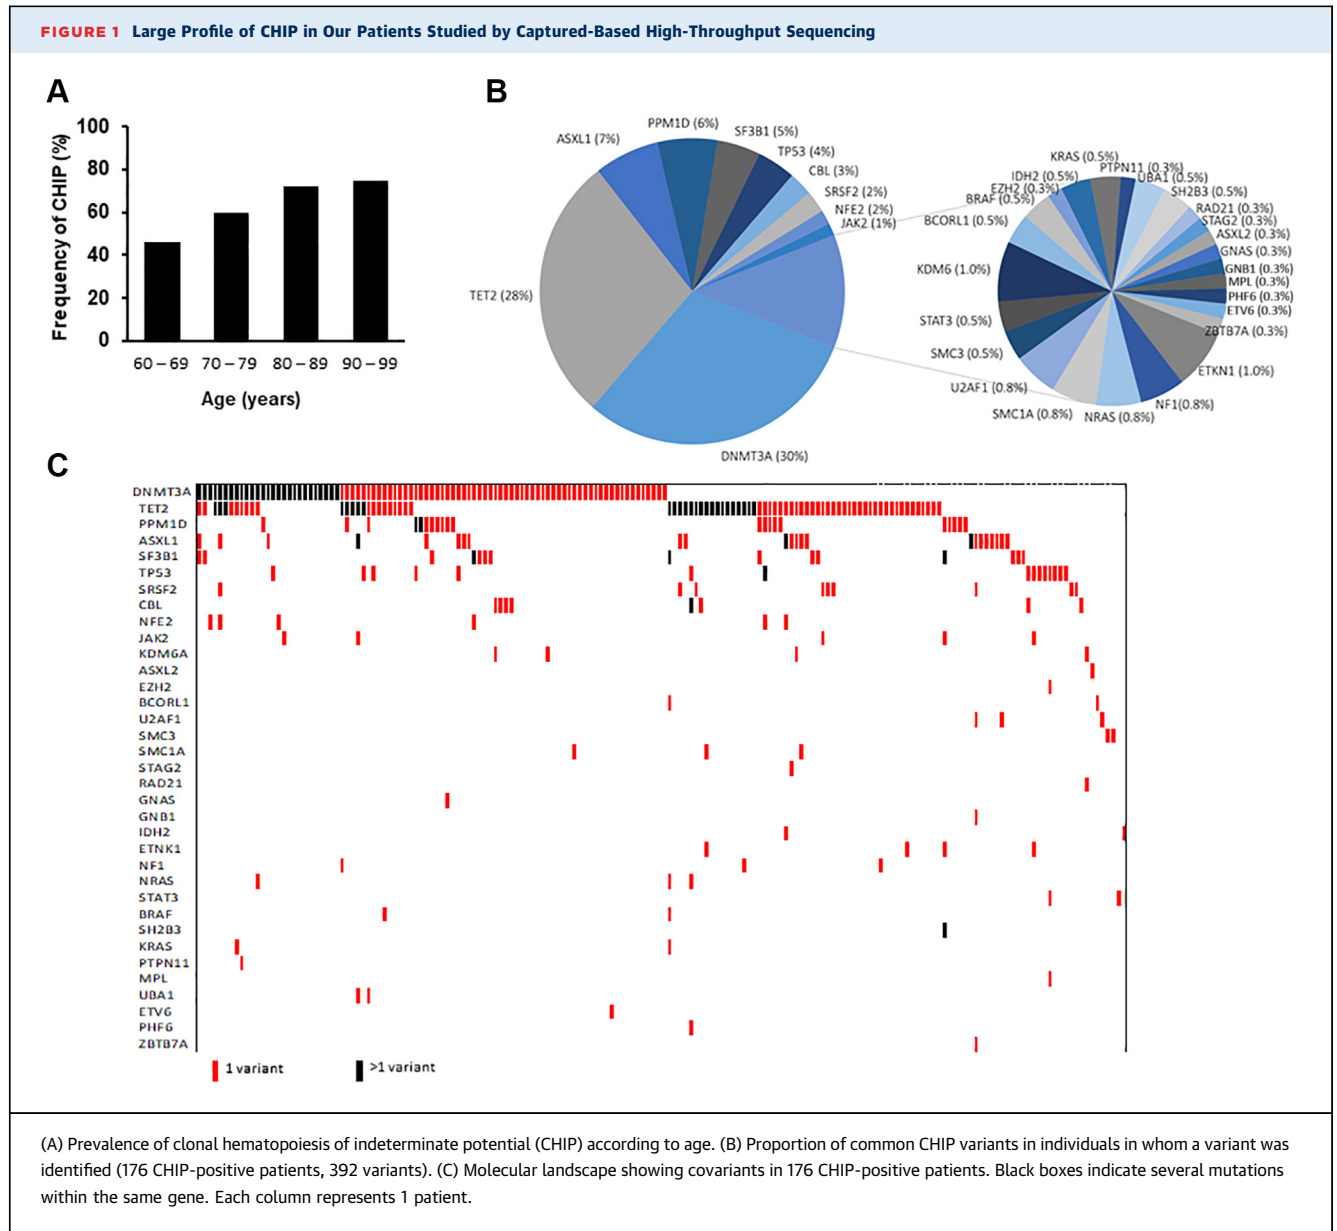 FIGURE 1 Large Profile of CHIP in Our Patients Studied by Captured-Based High-Throughput Sequencing
A
Frequency of CHIP (%)
100
80
60
40
20
0
60 – 69 70 – 79 80 – 89 90 – 99
Age (years)
B
ASXL1 (7%)
PPM1D (6%)
SF3B1 (5%)
TP53 (4%)
CBL (3%)
SRSF2 (2%)
NFE2 (2%)
JAK2 (1%)
TET2 (28%)
DNMT3A (30%)
KRAS (0.5%)
PTPN11 (0.3%)
UBA1 (0.5%)
SH2B3 (0.5%)
RAD21 (0.3%)
STAG2 (0.3%)
ASXL2 (0.3%)
GNAS (0.3%)
GNB1 (0.3%)
MPL (0.3%)
PHF6 (0.3%)
ETV6 (0.3%)
ZBTB7A (0.3%)
ETKN1 (1.0%)
NF1(0.8%)
NRAS (0.8%)
SMC1A (0.8%)
U2AF1 (0.8%)
SMC3 (0.5%)
STAT3 (0.5%)
KDM6 (1.0%)
BCORL1 (0.5%)
BRAF (0.5%)
EZH2 (0.3%)
IDH2 (0.5%)
C
DNMT3A
TET2
PPM1D
ASXL1
SF3B1
TP53
SRSF2
CBL
NFE2
JAK2
KDM6A
ASXL2
EZH2
BCORL1
U2AF1
SMC3
SMC1A
STAG2
RAD21
GNAS
GNB1
IDH2
ETNK1
NF1
NRAS
STAT3
BRAF
SH2B3
KRAS
PTPN11
MPL
UBA1
ETV6
PHF6
ZBTB7A
1 variant >1 variant
(A) Prevalence of clonal hematopoiesis of indeterminate potential (CHIP) according to age. (B) Proportion of common CHIP variants in individuals in whom a variant was
identified (176 CHIP-positive patients, 392 variants). (C) Molecular landscape showing covariants in 176 CHIP-positive patients. Black boxes indicate several mutations
within the same gene. Each column represents 1 patient.